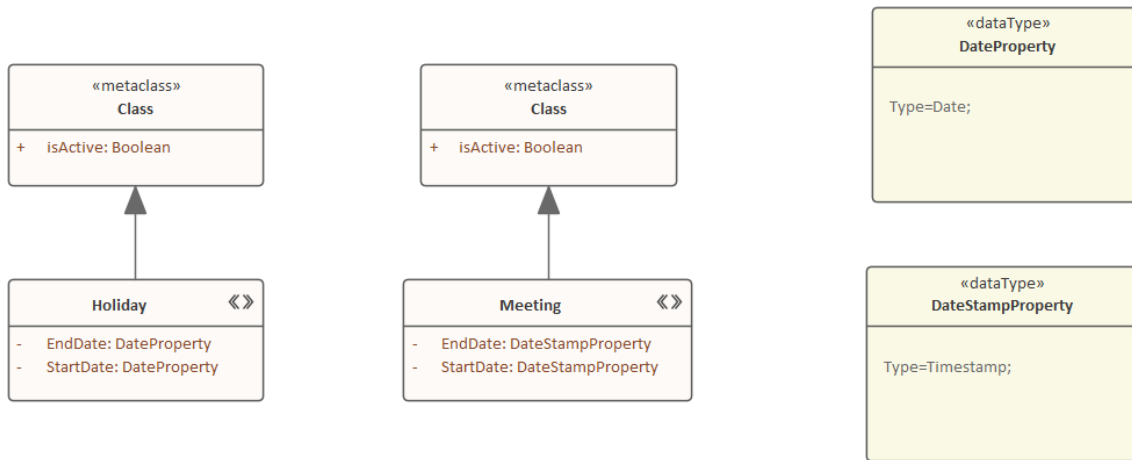 «metaclass»
Class
+ isActive: Boolean
Holiday
- EndDate: DateProperty
- StartDate: DateProperty
«metaclass»
Class
+ isActive: Boolean
Meeting
- EndDate: DateStampProperty
- StartDate: DateStampProperty
«dataType»
DateProperty
Type=Date;
«dataType»
DateStampProperty
Type=Timestamp;